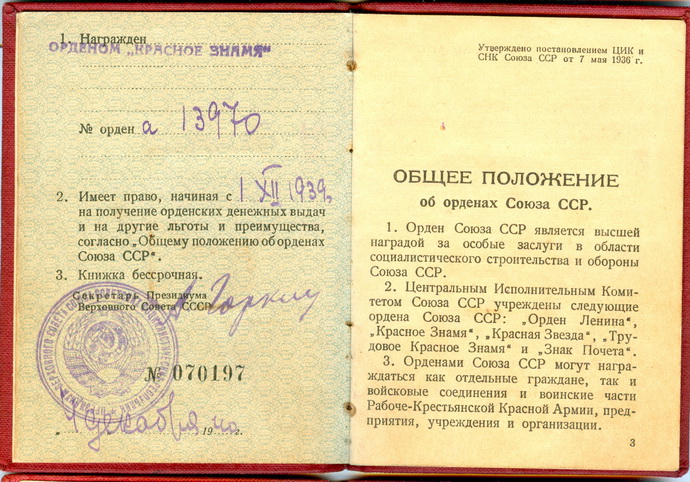 1. Награжден
ОРДЕНОМ „КРАСНОЕ ЗНАМЯ"
№ орден а 13970
2. Имеет право, начиная с 1 XII 1939,
на получение орденских денежных выдач
и на другие льготы и преимущества,
согласно „Общему положению об орденах
Союза ССР".
3. Книжка бессрочная.
Секретарь Президиума
Верховного Совета СССР
А. Горкин
№ 070197
1 декабря
„ 19 г.
Утверждено постановлением ЦИК и
СНК Союза ССР от 7 мая 1936 г.
ОБЩЕЕ ПОЛОЖЕНИЕ
об орденах Союза ССР.
1. Орден Союза ССР является высшей
наградой за особые заслуги в области
социалистического строительства и обороны
Союза ССР.
2. Центральным Исполнительным Коми-
тетом Союза ССР учреждены следующие
ордена Союза ССР: „Орден Ленина",
„Красное Знамя", „Красная Звезда", „Тру-
довое Красное Знамя" и „Знак Почета".
3. Орденами Союза ССР могут награ-
ждаться как отдельные граждане, так и
войсковые соединения и воинские части
Рабоче-Крестьянской Красной Армии, пред-
приятия, учреждения и организации.
3